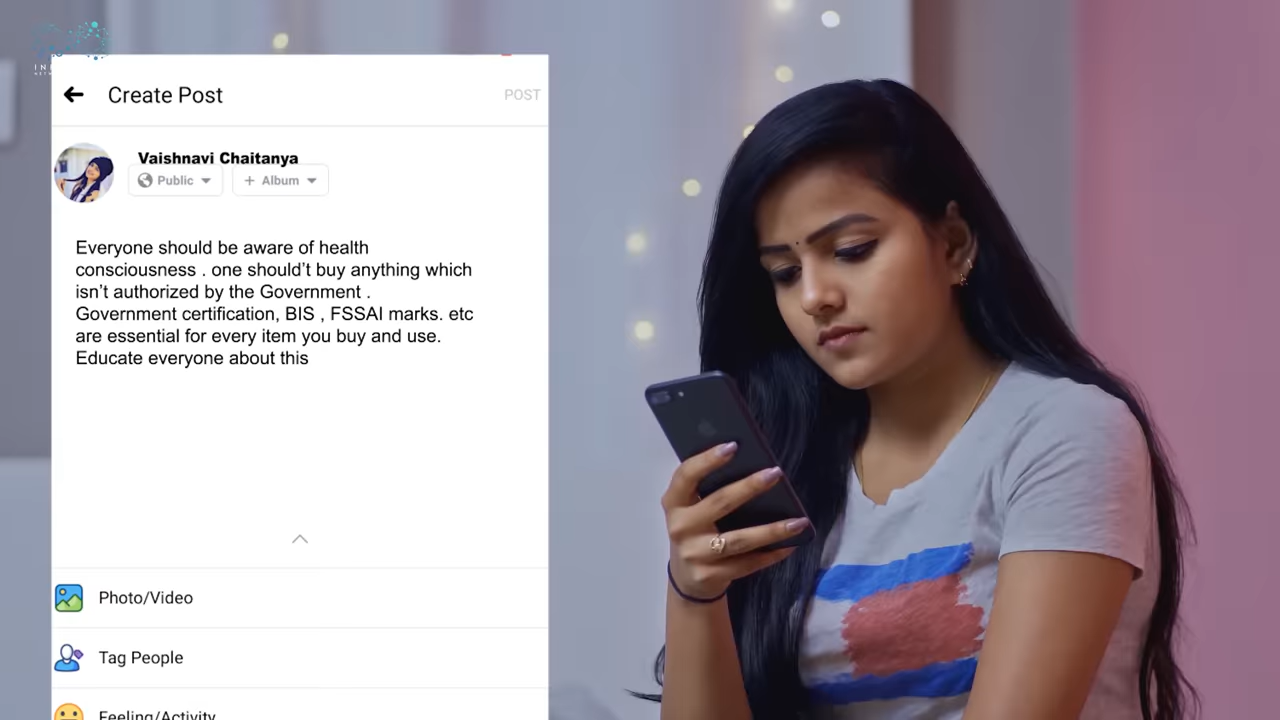 Create Post
POST
Vaishnavi Chaitanya
Public
+ Album
Everyone should be aware of health
consciousness . one should't buy anything which
isn't authorized by the Government .
Government certification, BIS , FSSAI marks. etc
are essential for every item you buy and use.
Educate everyone about this
Photo/Video
Tag People
Feeling/Activity